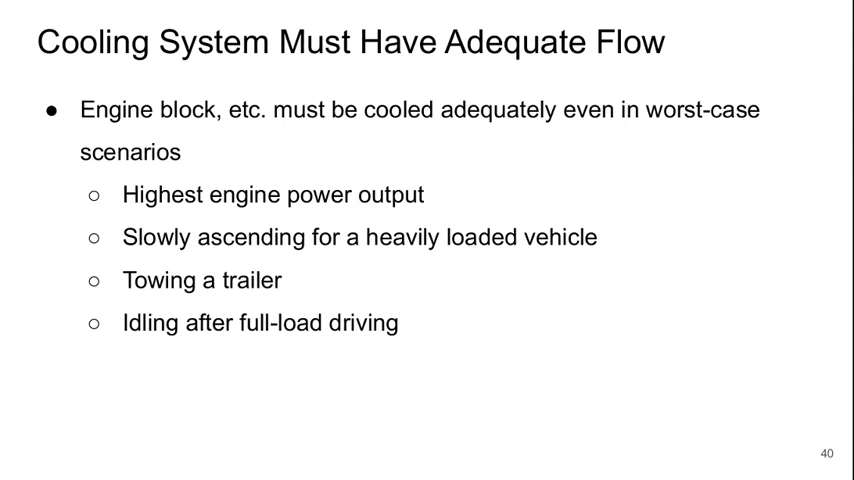 Cooling System Must Have Adequate Flow
● Engine block, etc. must be cooled adequately even in worst-case
scenarios
○ Highest engine power output
○ Slowly ascending for a heavily loaded vehicle
○ Towing a trailer
○ Idling after full-load driving
40